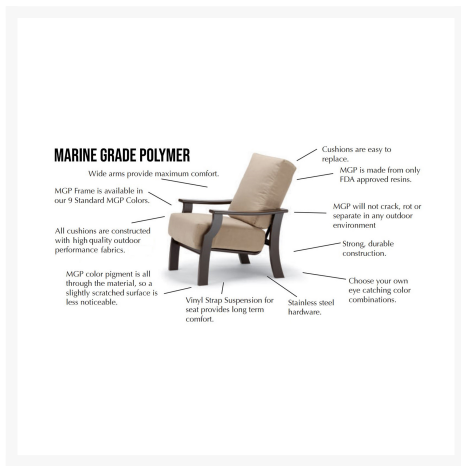 MARINE GRADE POLYMER
Wide arms provide maximum comfort.
MGP Frame is available in
our 9 Standard MGP Colors.
All cushions are constructed
with high quality outdoor
performance fabrics.
MGP color pigment is all
through the material, so a
slightly scratched surface is
less noticeable.
Vinyl Strap Suspension for
seat provides long term
comfort.
Stainless steel
hardware.
Cushions are easy to
replace.
MGP is made from only
FDA approved resins.
MGP will not crack, rot or
separate in any outdoor
environment
Strong, durable
construction.
Choose your own
eye catching color
combinations.